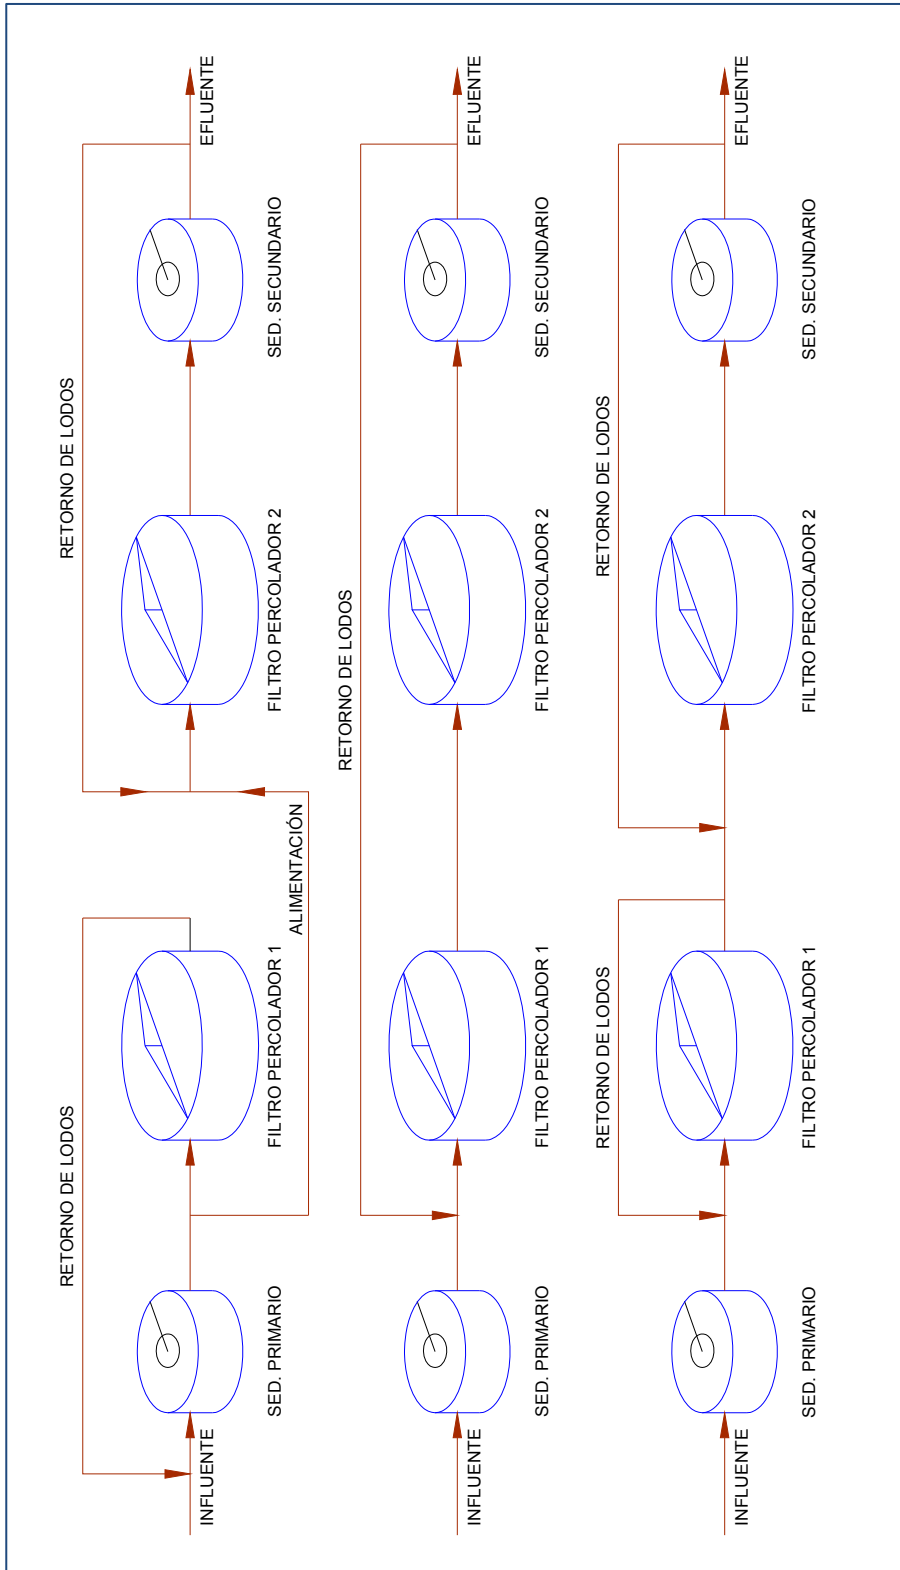 RETORNO DE LODOS
RETORNO DE LODOS
INFLUENTE
SED. PRIMARIO
FILTRO PERCOLADOR 1
ALIMENTACIÓN
FILTRO PERCOLADOR 2
SED. SECUNDARIO
EFLUENTE
RETORNO DE LODOS
INFLUENTE
SED. PRIMARIO
FILTRO PERCOLADOR 1
FILTRO PERCOLADOR 2
SED. SECUNDARIO
EFLUENTE
RETORNO DE LODOS
RETORNO DE LODOS
INFLUENTE
SED. PRIMARIO
FILTRO PERCOLADOR 1
FILTRO PERCOLADOR 2
SED. SECUNDARIO
EFLUENTE